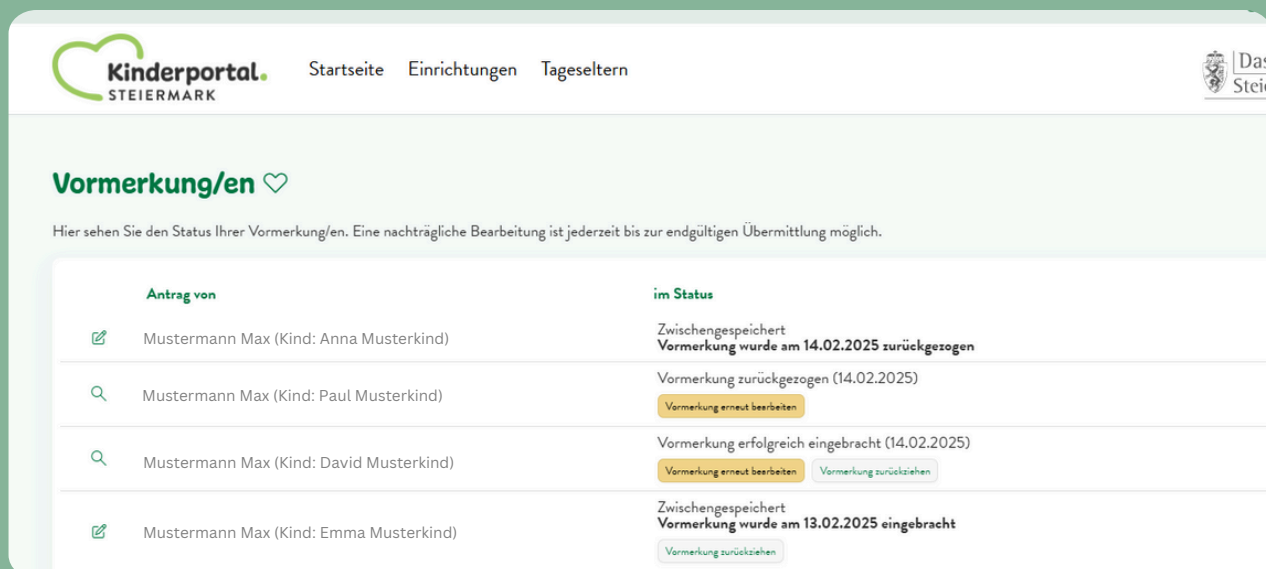 Kinderportal.
STEIERMARK
Startseite Einrichtungen Tageseltern
Das
Vormerkung/en
Hier sehen Sie den Status Ihrer Vormerkung/en. Eine nachträgliche Bearbeitung ist jederzeit bis zur endgültigen Übermittlung möglich.
Antrag von im Status
Mustermann Max (Kind: Anna Musterkind)
Zwischengespeichert
Vormerkung wurde am 14.02.2025 zurückgezogen
Mustermann Max (Kind: Paul Musterkind)
Vormerkung zurückgezogen (14.02.2025)
Vormerkung erneut bearbeiten
Mustermann Max (Kind: David Musterkind)
Vormerkung erfolgreich eingebracht (14.02.2025)
Vormerkung erneut bearbeiten Vormerkung zurückziehen
Mustermann Max (Kind: Emma Musterkind)
Zwischengespeichert
Vormerkung wurde am 13.02.2025 eingebracht
Vormerkung zurückziehen